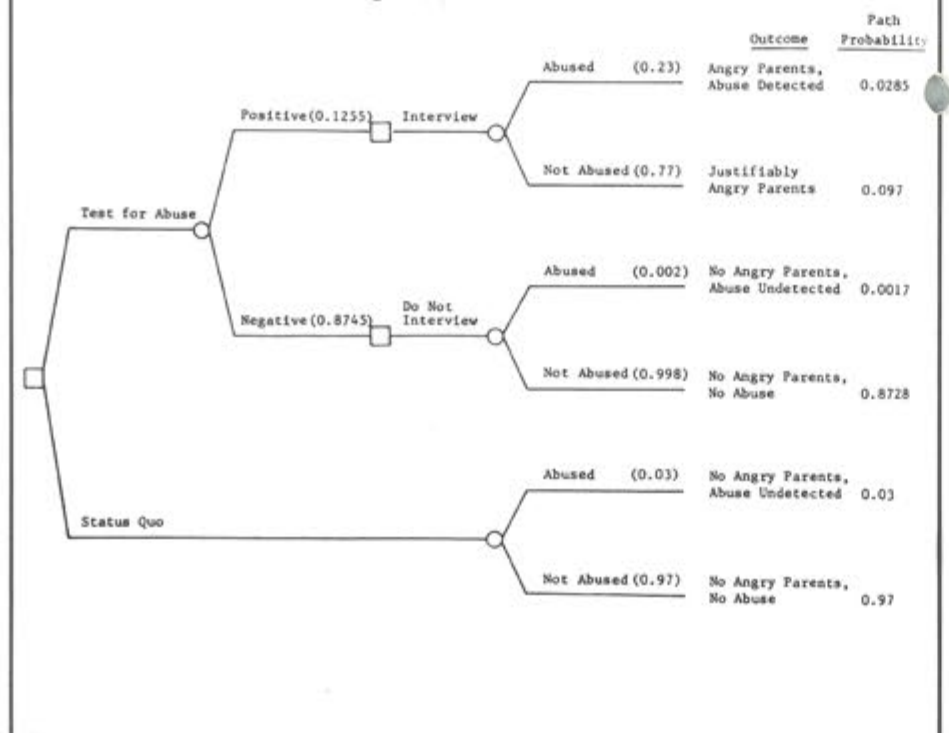 Path
Outcome Probability
Abused (0.23) Angry Parents,
Abuse Detected 0.0285
Positive(0.1255) Interview
Not Abused (0.77) Justifiably
Angry Parents 0.097
Test for Abuse
Abused (0.002) No Angry Parents,
Abuse Undetected 0.0017
Do Not
Negative(0.8745) Interview
Not Abused (0.998) No Angry Parents,
No Abuse 0.8728
Abused (0.03) No Angry Parents,
Abuse Undetected 0.03
Status Quo
Not Abused (0.97) No Angry Parents,
No Abuse 0.97